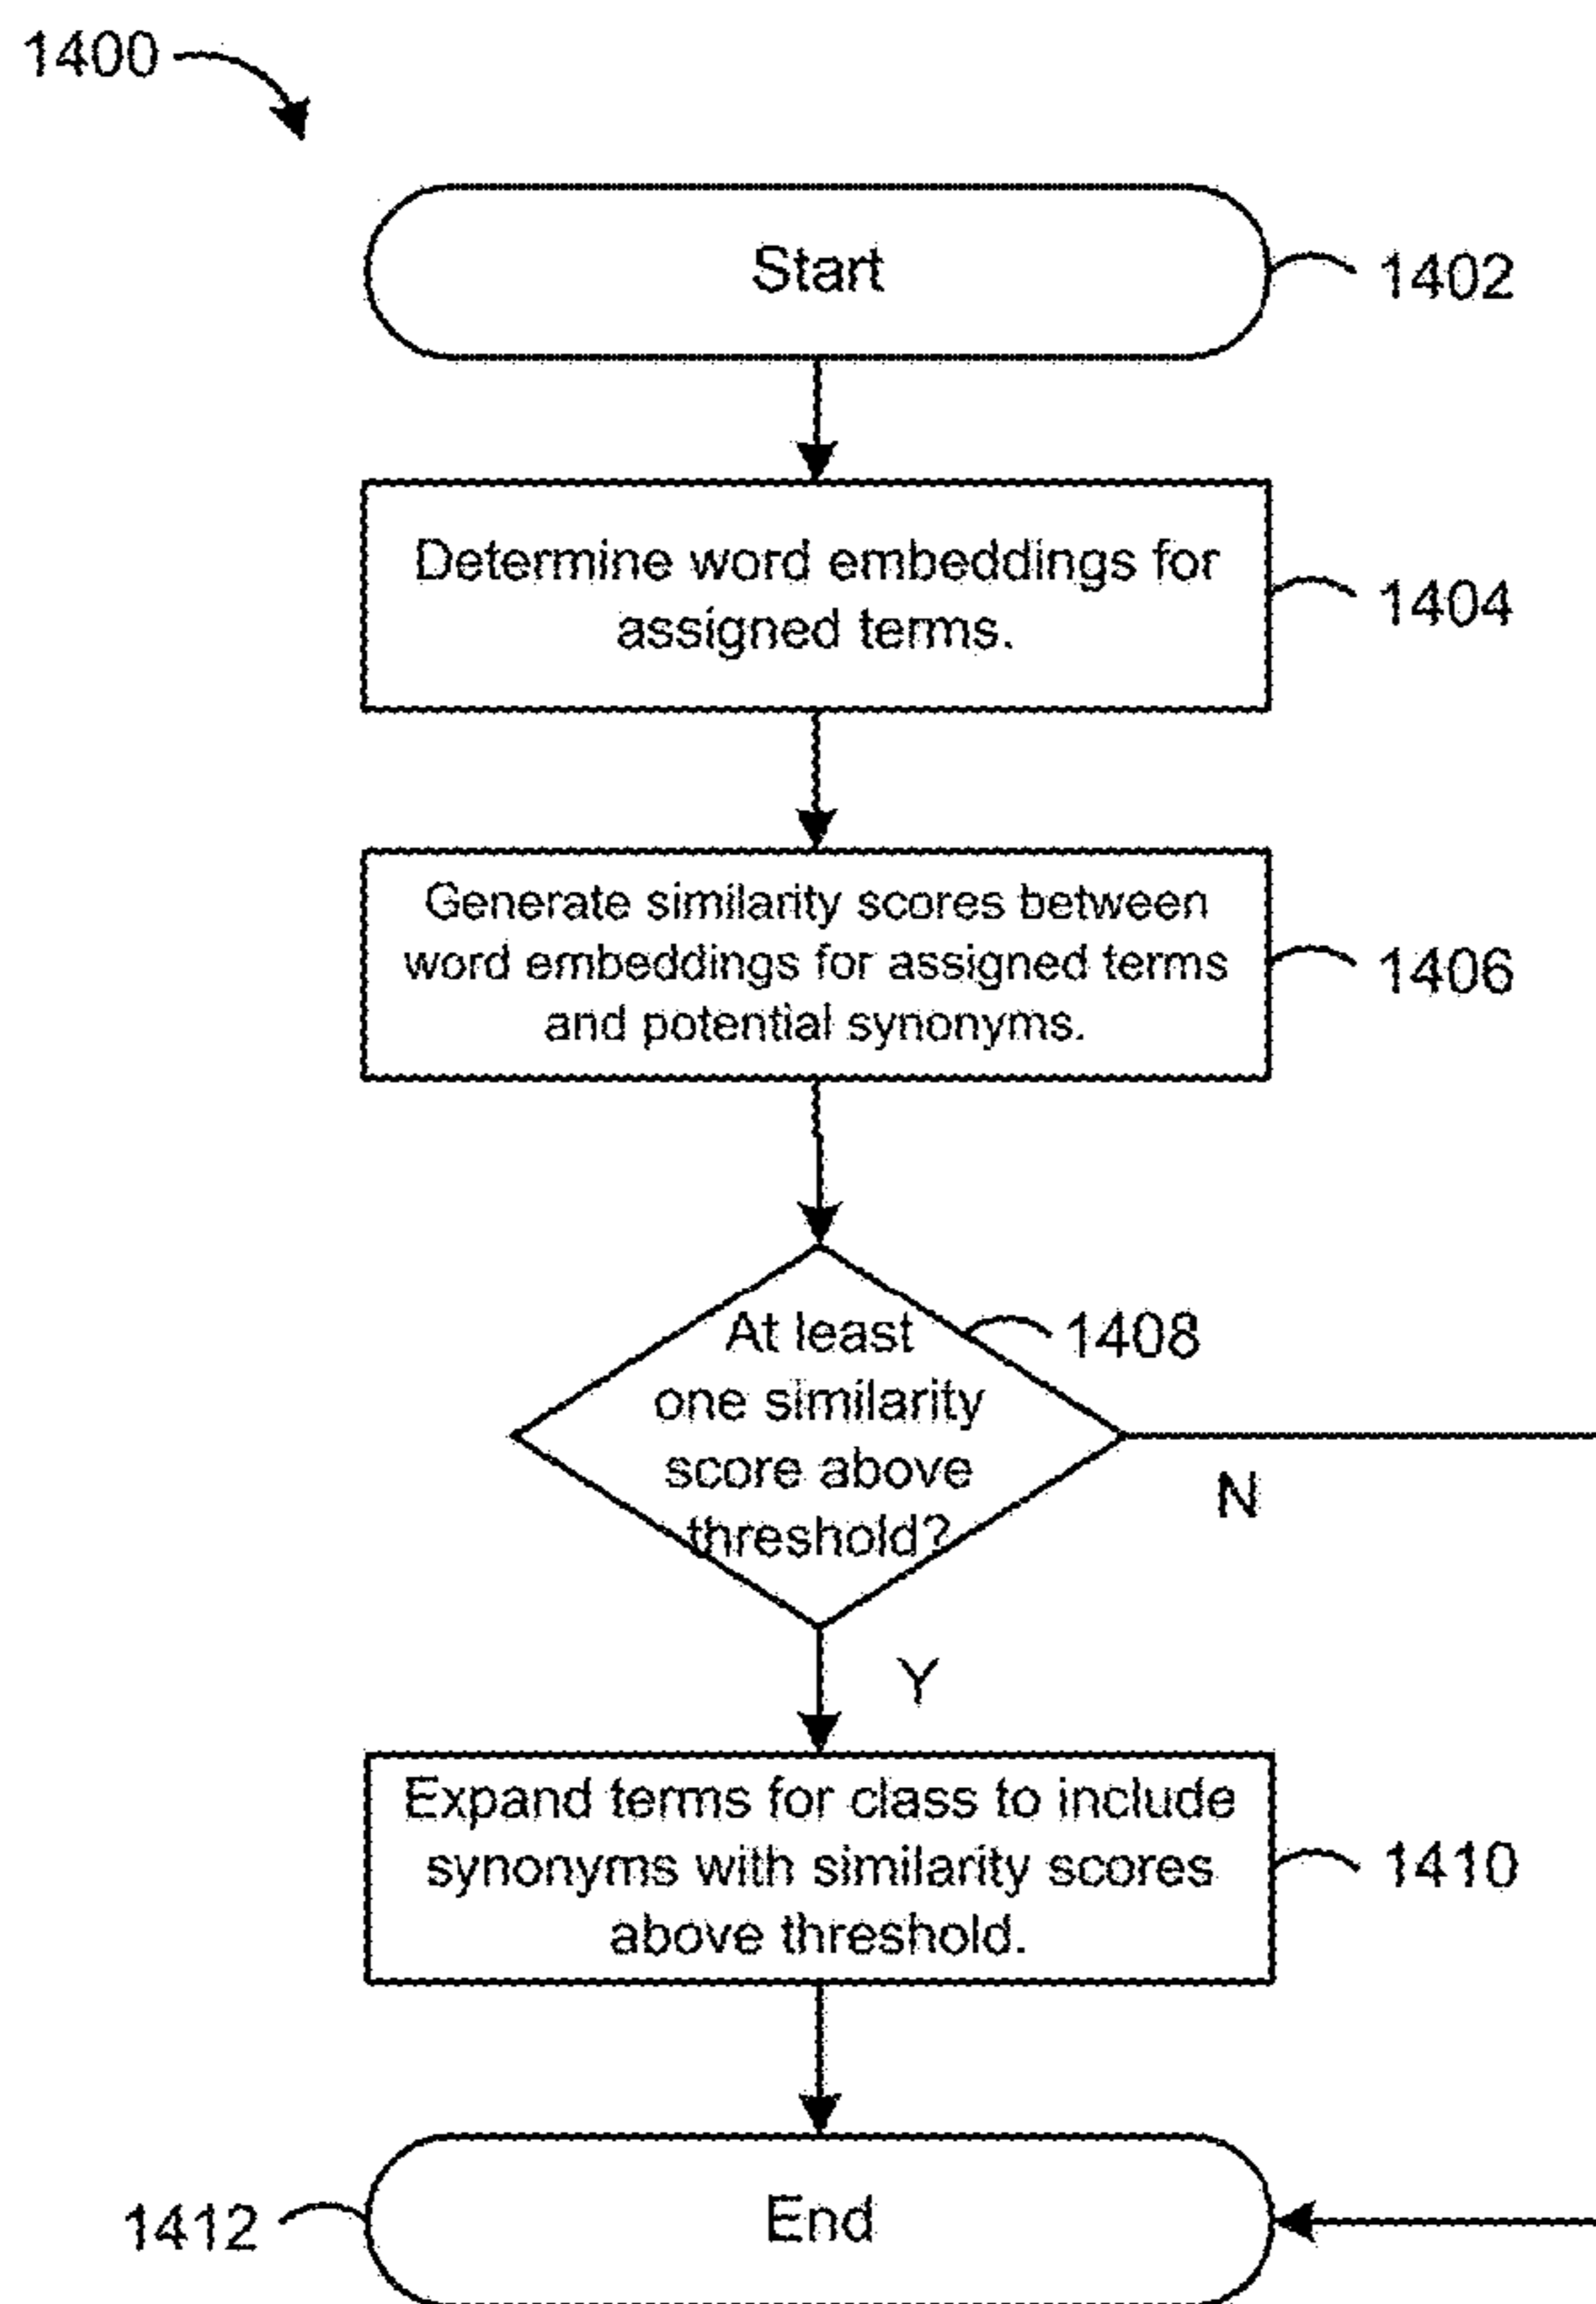 1400
Start
1402
Determine word embeddings for
assigned terms.
1404
Generate similarity scores between
word embeddings for assigned terms
and potential synonyms.
1406
At least
one similarity
score above
threshold?
1408
N
Y
Expand terms for class to include
synonyms with similarity scores
above threshold.
1410
1412
End